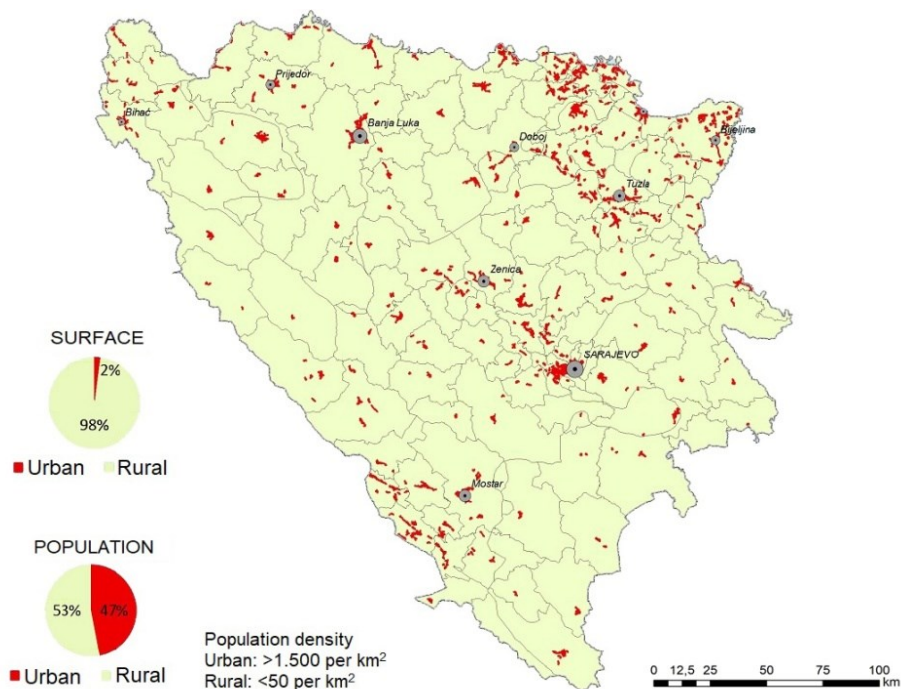 Prijedor
Bihać
Banja Luka
Doboj
Bijeljina
Tuzla
Zenica
SARAJEVO
Mostar
SURFACE
2%
98%
Urban Rural
POPULATION
53% 47%
Urban Rural
Population density
Urban: >1.500 per km²
Rural: <50 per km²
0 12,5 25 50 75 100
km